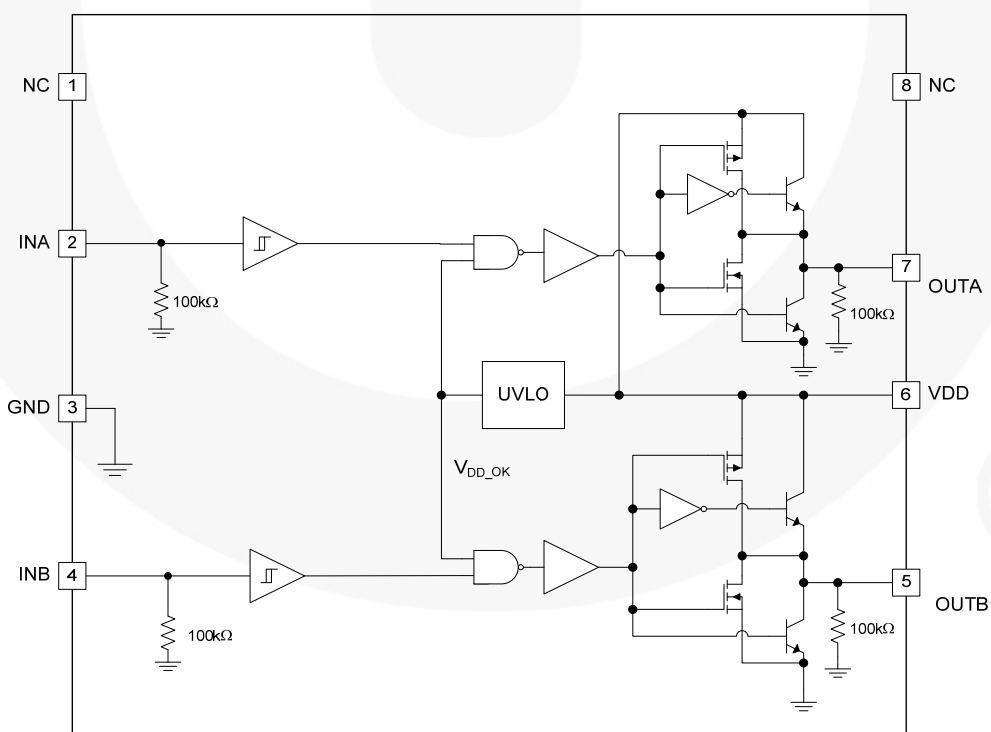 NC 1
8 NC
INA 2
7
OUTA
100kΩ
100kΩ
GND 3
UVLO
6 VDD
VDD_OK
INB 4
5
OUTB
100kΩ
100kΩ